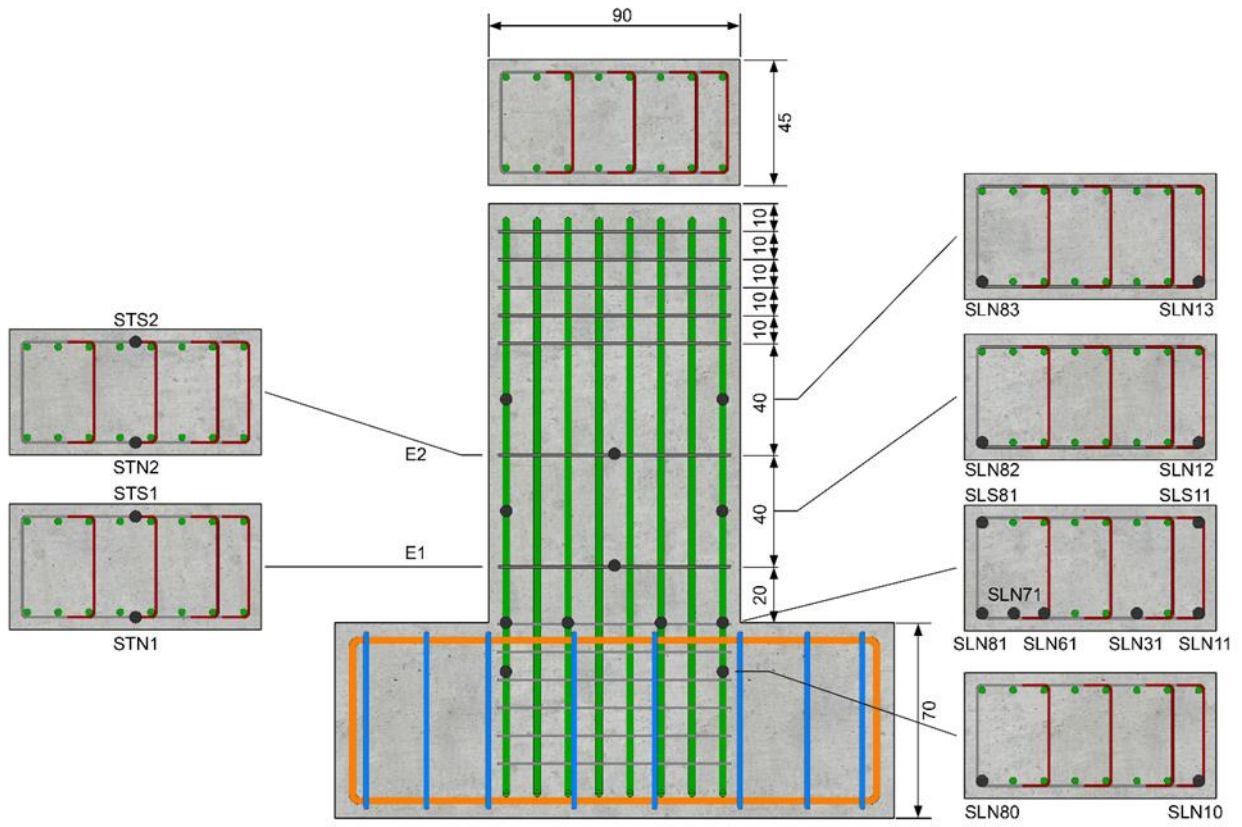 90
45
10
10
10
10
10
40
40
20
70
STS2
STN2
STS1
STN1
E2
E1
SLN83 SLN13
SLN82 SLN12
SLS81 SLS11
SLN71
SLN81 SLN61 SLN31 SLN11
SLN80 SLN10